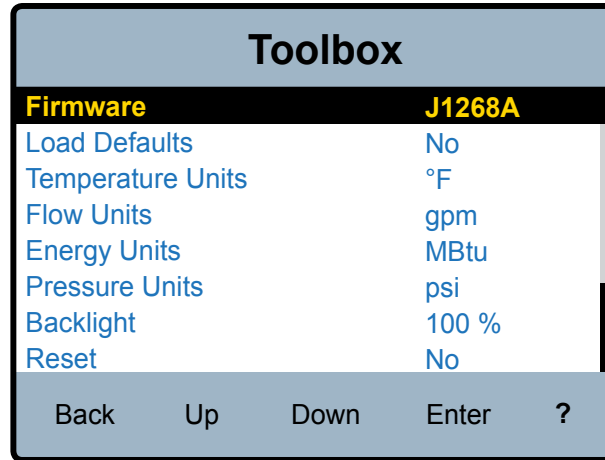 Toolbox
Firmware J1268A
Load Defaults No
Temperature Units °F
Flow Units gpm
Energy Units MBtu
Pressure Units psi
Backlight 100 %
Reset No
Back Up Down Enter ?